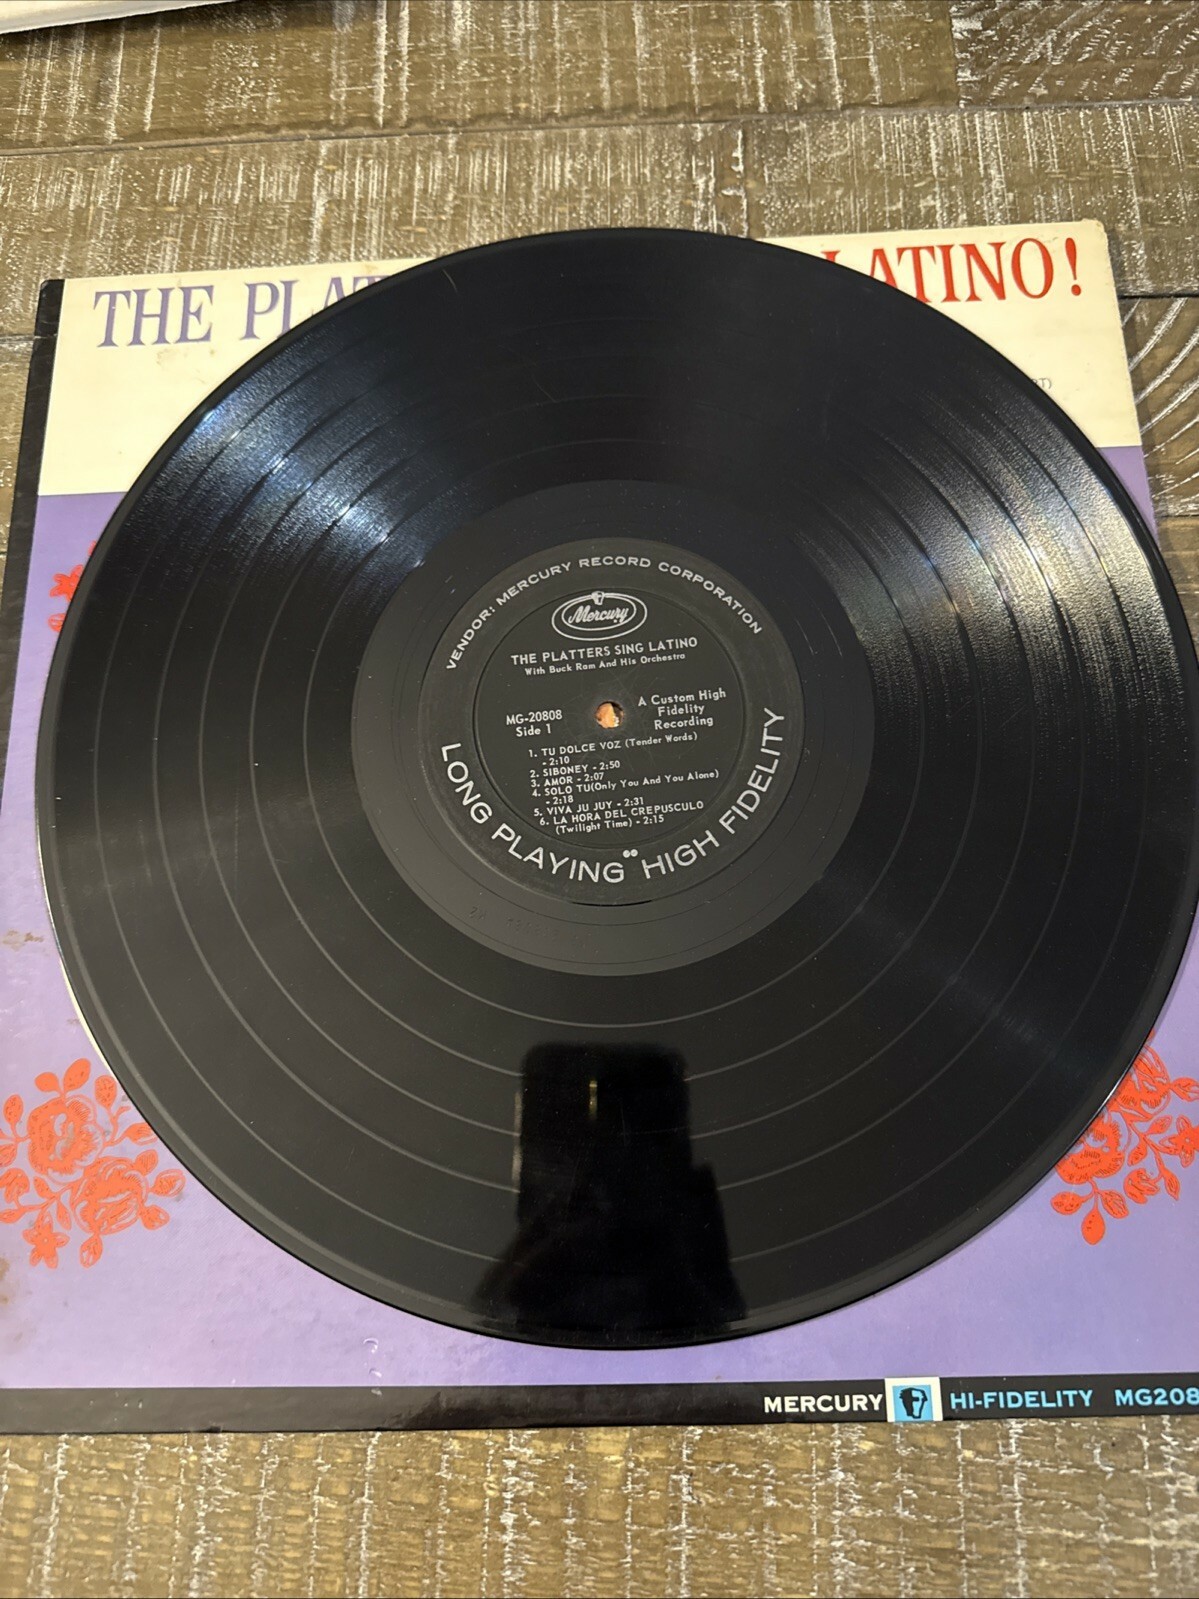 THE PLAT LATINO!
RT)
VENDOR: MERCURY RECORD CORPORATION
Mercury
THE PLATTERS SING LATINO
With Buck Ram And His Orchestra
MG-20808
Side 1
A Custom High
Fidelity
Recording
1. TU DOLCE VOZ (Tender Words)
- 2:10
2. SIBONEY - 2:50
3. AMOR - 2:07
4. SOLO TU(Only You And You Alone)
- 2:18
5. VIVA JU JUY - 2:31
6. LA HORA DEL CREPUSCULO
(Twilight Time) - 2:15
LONG PLAYING HIGH FIDELITY
MERCURY HI-FIDELITY MG208